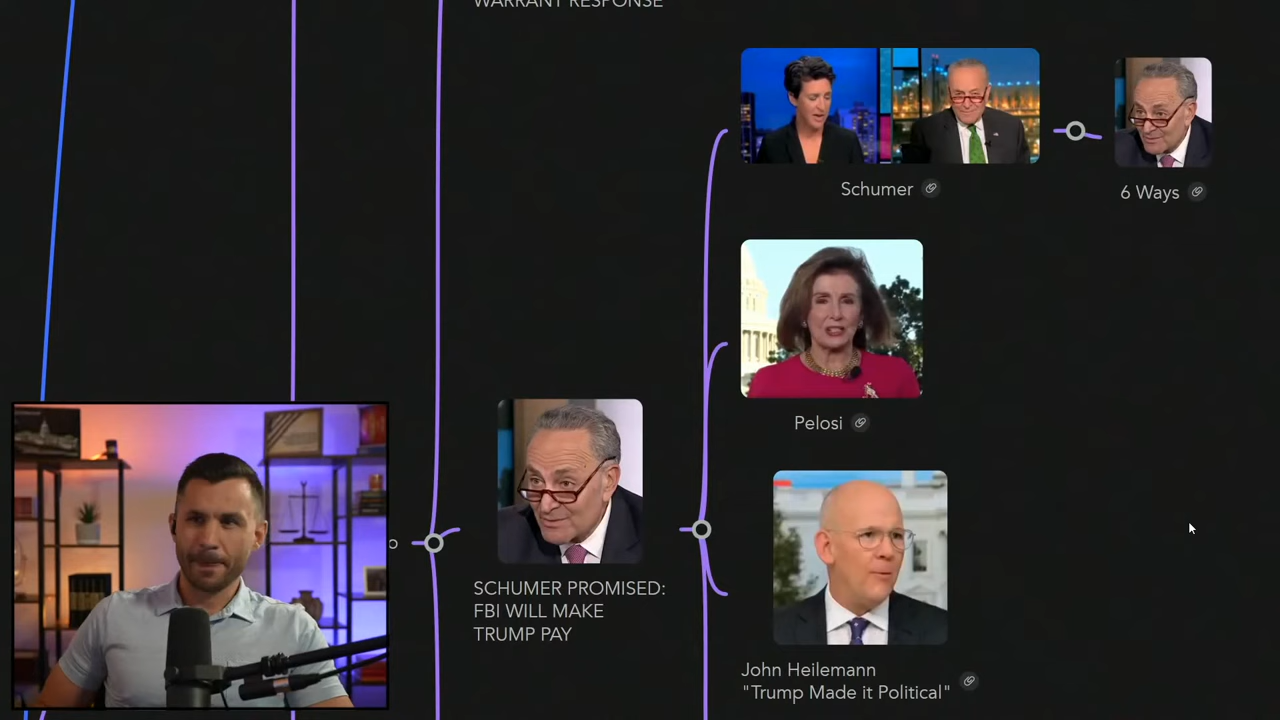 WARRANT RESPONSE
Schumer
6 Ways
Pelosi
SCHUMER PROMISED:
FBI WILL MAKE
TRUMP PAY
John Heilemann
"Trump Made it Political"